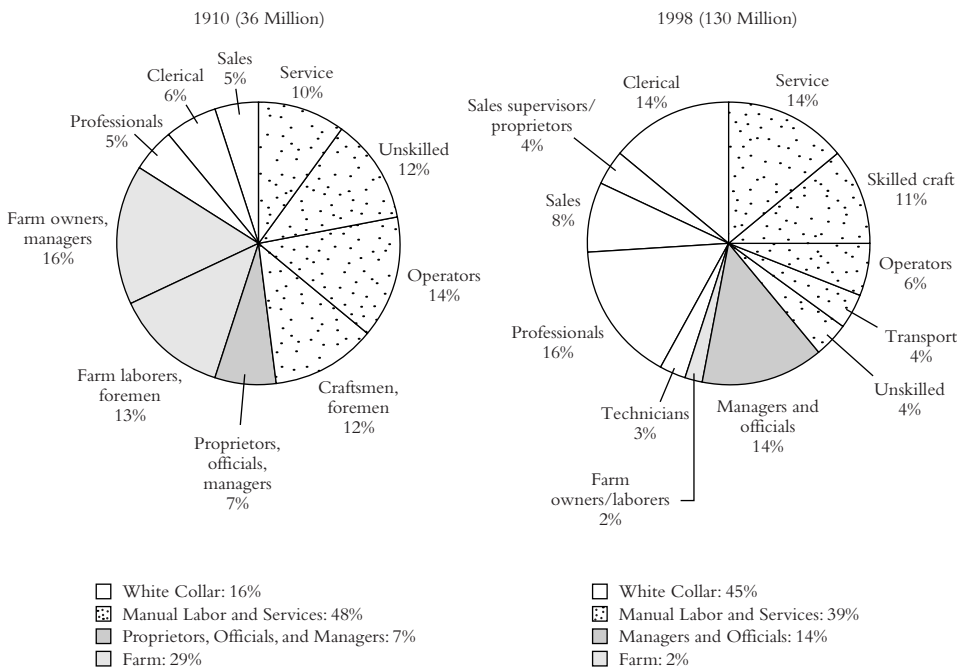 1910 (36 Million)
Sales
5%
Service
10%
Clerical
6%
Professionals
5%
Unskilled
12%
Farm owners,
managers
16%
Operators
14%
Farm laborers,
foremen
13%
Craftsmen,
foremen
12%
Proprietors,
officials,
managers
7%
White Collar: 16%
Manual Labor and Services: 48%
Proprietors, Officials, and Managers: 7%
Farm: 29%
1998 (130 Million)
Clerical
14%
Service
14%
Sales supervisors/
proprietors
4%
Skilled craft
11%
Sales
8%
Operators
6%
Professionals
16%
Transport
4%
Unskilled
4%
Technicians
3%
Managers and
officials
14%
Farm
owners/laborers
2%
White Collar: 45%
Manual Labor and Services: 39%
Managers and Officials: 14%
Farm: 2%